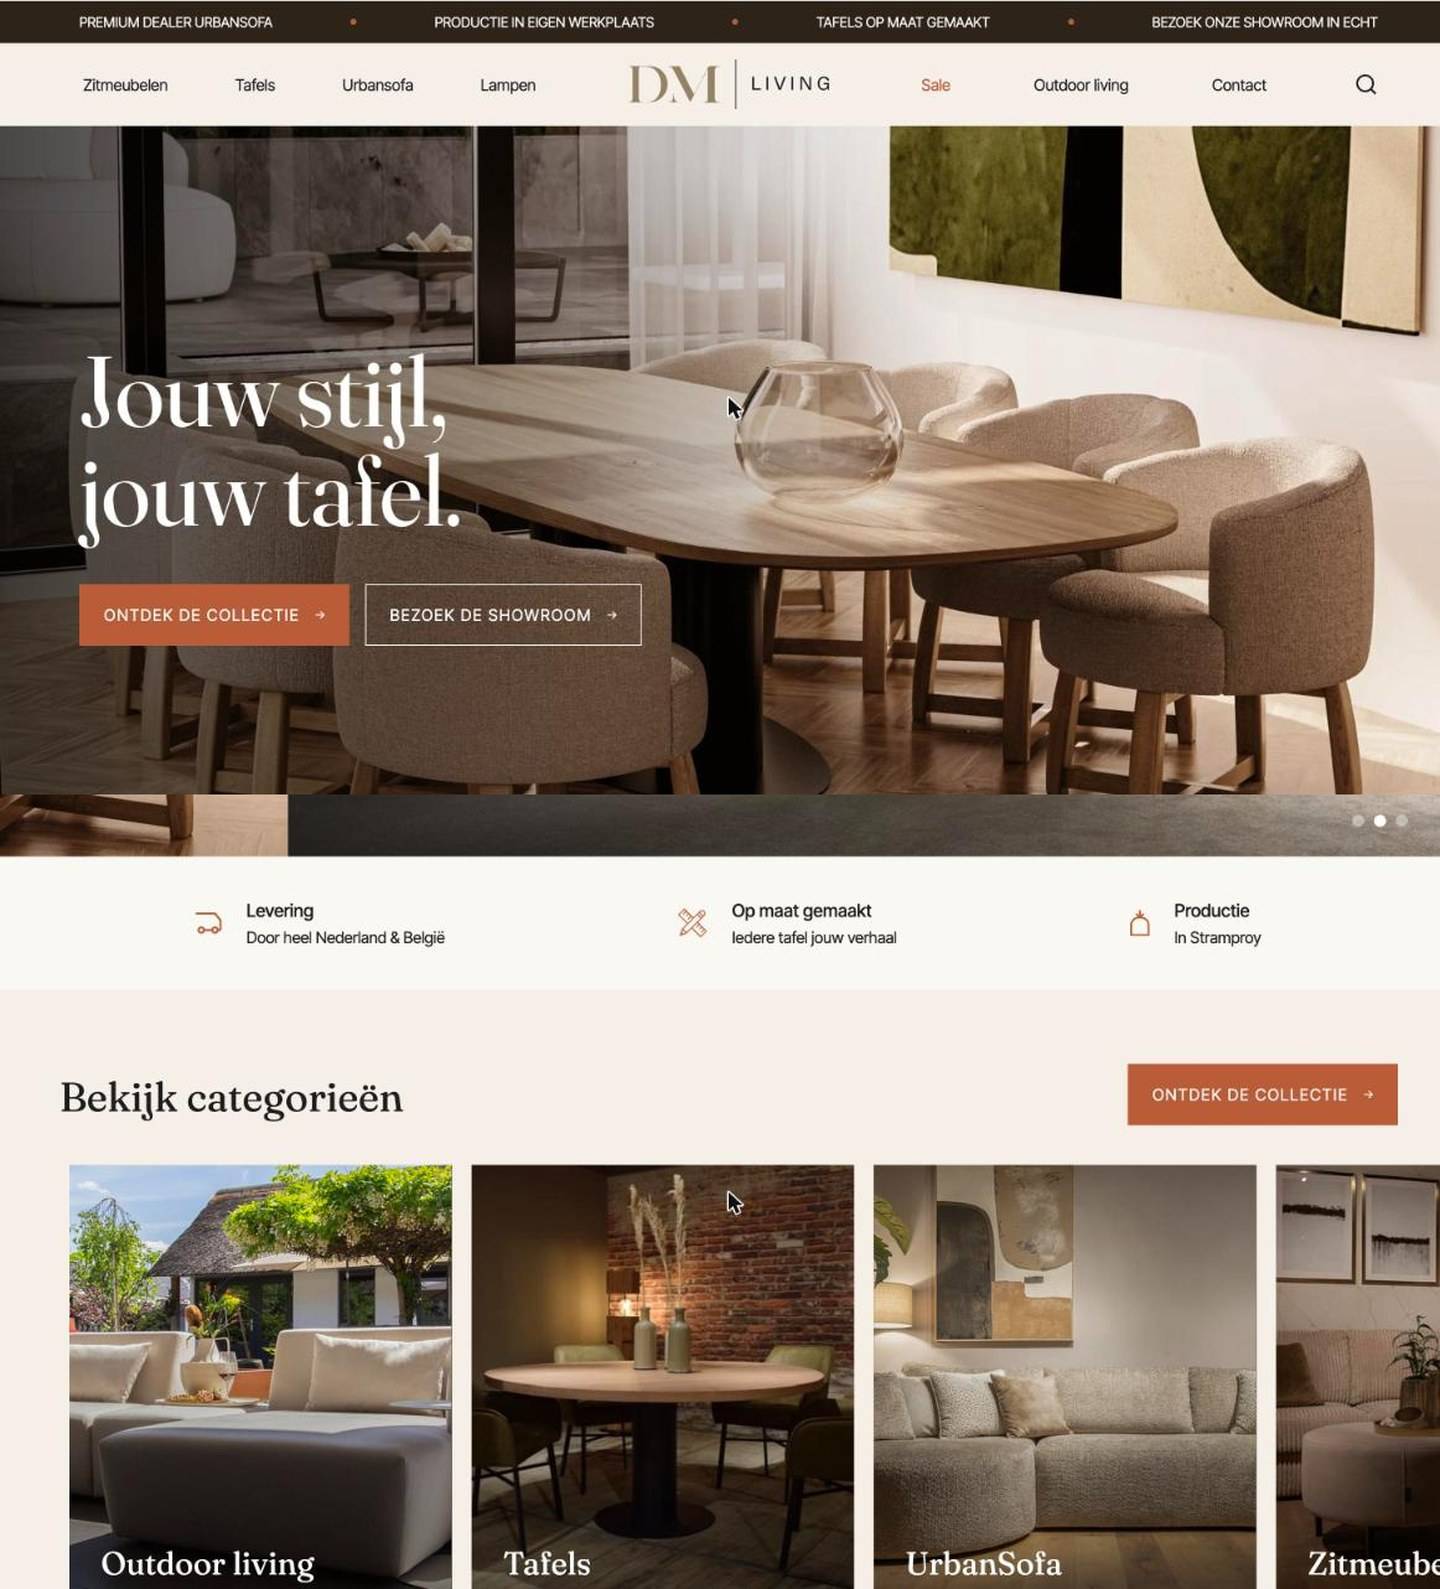 PREMIUM DEALER URBANSOFA • PRODUCTIE IN EIGEN WERKPLAATS • TAFELS OP MAAT GEMAAKT • BEZOEK ONZE SHOWROOM IN ECHT
Zitmeubelen Tafels Urbansofa Lampen DM LIVING Sale Outdoor living Contact
Jouw stijl,
jouw tafel.
ONTDEK DE COLLECTIE → BEZOEK DE SHOWROOM →
Levering
Door heel Nederland & België
Op maat gemaakt
Iedere tafel jouw verhaal
Productie
In Stramproy
Bekijk categorieën
ONTDEK DE COLLECTIE →
Outdoor living
Tafels
UrbanSofa
Zitmeube